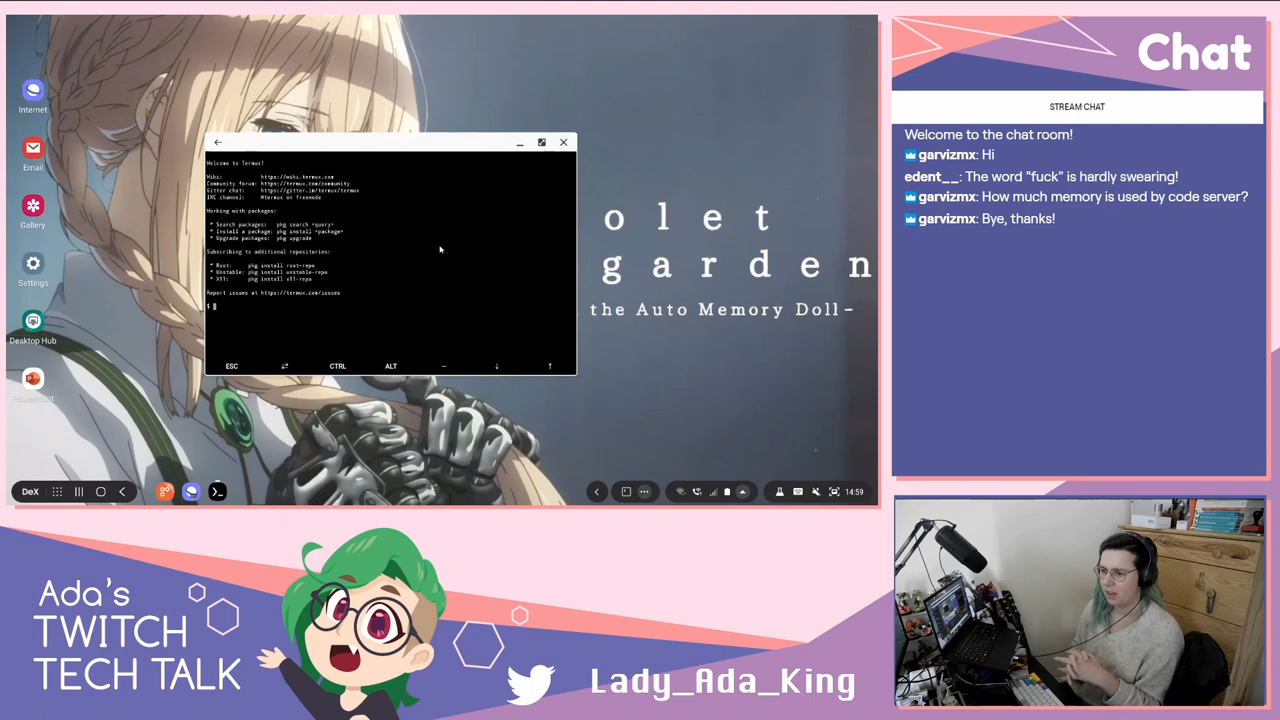 Chat
STREAM CHAT
Welcome to the chat room!
garvizmx: Hi
edent__: The word "fuck" is hardly swearing!
garvizmx: How much memory is used by code server?
garvizmx: Bye, thanks!
Internet
Email
Gallery
Settings
Desktop Hub
PowerPoint
Welcome to Termux!
Wiki: https://wiki.termux.com
Community forum: https://termux.com/community
Gitter chat: https://gitter.im/termux/termux
IRC channel: #termux on freenode
Working with packages:
* Search packages: pkg search <query>
* Install a package: pkg install <package>
* Upgrade packages: pkg upgrade
Subscribing to additional repositories:
* Root: pkg install root-repo
* Unstable: pkg install unstable-repo
* X11: pkg install x11-repo
Report issues at https://termux.com/issues
$
ESC CTRL ALT
olet
garden
the Auto Memory Doll-
DeX
14:59
Ada's
TWITCH
TECH TALK
Lady_Ada_King